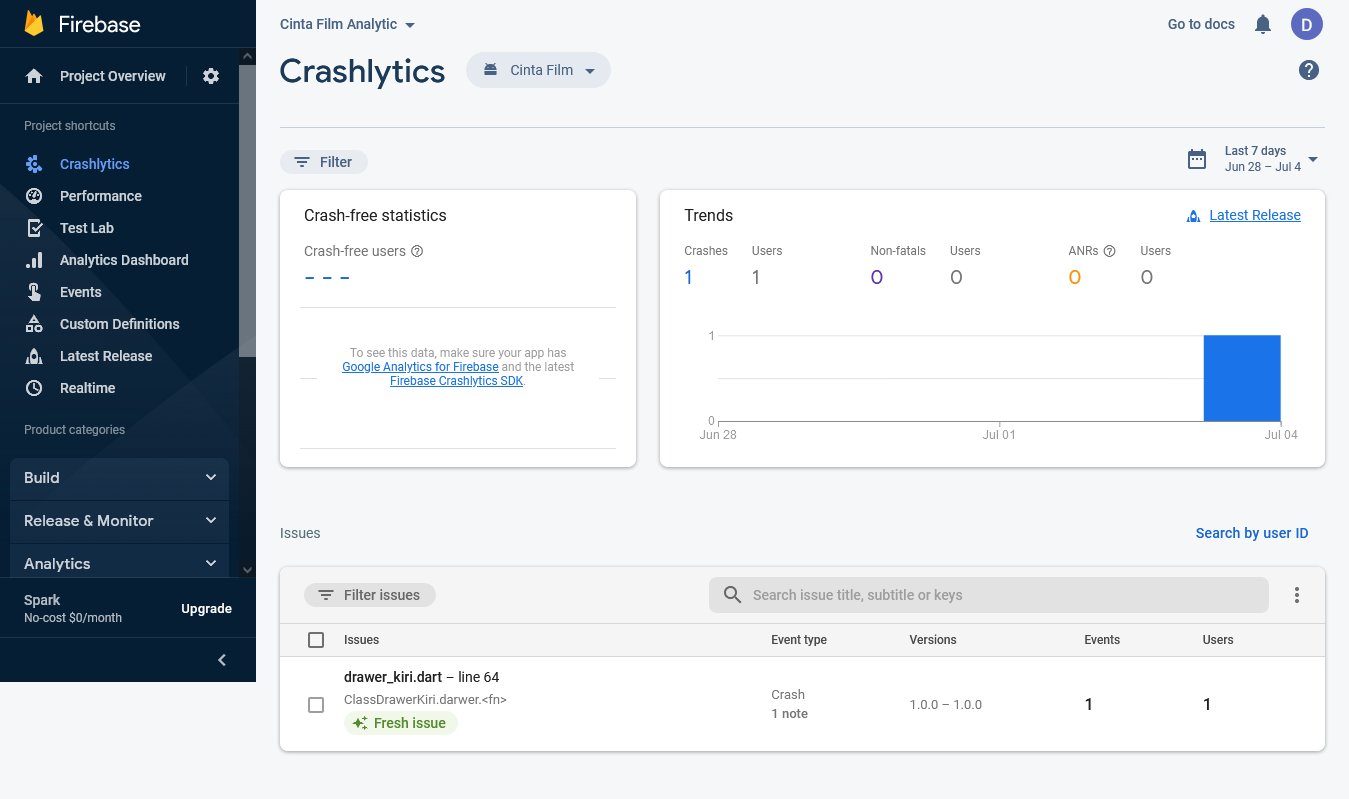 Firebase
Project Overview
Project shortcuts
Crashlytics
Performance
Test Lab
Analytics Dashboard
Events
Custom Definitions
Latest Release
Realtime
Product categories
Build
Release & Monitor
Analytics
Spark
No-cost $0/month
Upgrade
Cinta Film Analytic
Go to docs
D
Crashlytics
Cinta Film
Filter
Last 7 days
Jun 28 – Jul 4
Crash-free statistics
Crash-free users
– – –
To see this data, make sure your app has
Google Analytics for Firebase and the latest
Firebase Crashlytics SDK.
Trends
Latest Release
Crashes Users Non-fatals Users ANRs Users
1 1 0 0 0 0
1
0
Jun 28 Jul 01 Jul 04
Issues
Search by user ID
Filter issues
Search issue title, subtitle or keys
Issues Event type Versions Events Users
drawer_kiri.dart – line 64
ClassDrawerKiri.darwer.<fn>
Fresh issue
Crash
1 note
1.0.0 – 1.0.0
1
1